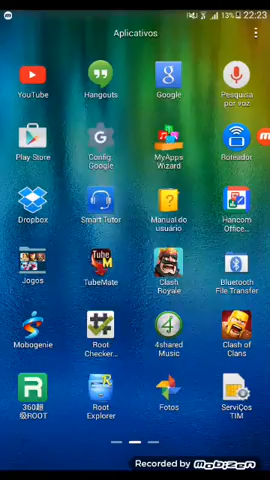 13% 22:23
Aplicativos
YouTube
Hangouts
Google
Pesquisa
por voz
Play Store
Config.
Google
MyApps
Wizard
Roteador
Dropbox
Smart Tutor
Manual do
usuário
Hancom
Office...
Jogos
TubeMate
Clash
Royale
Bluetooth
File Transfer
Mobogenie
Root
Checker...
4shared
Music
Clash of
Clans
360超
级ROOT
Root
Explorer
Fotos
ServiÇos
TIM
Recorded by mobizen